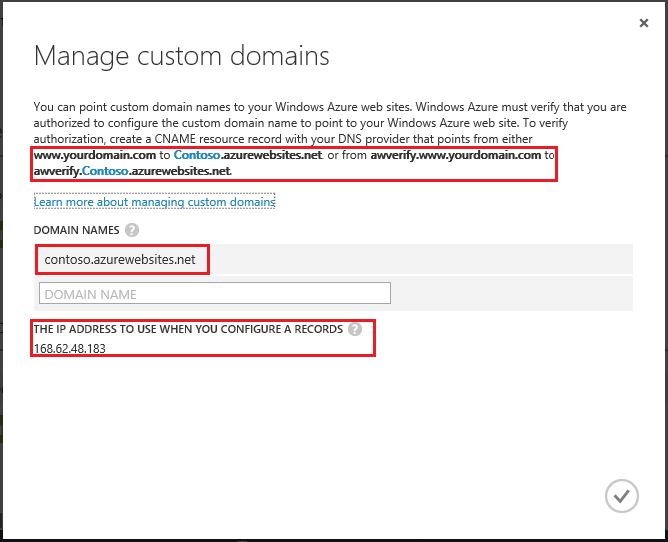 Manage custom domains
You can point custom domain names to your Windows Azure web sites. Windows Azure must verify that you are
authorized to configure the custom domain name to point to your Windows Azure web site. To verify
authorization, create a CNAME resource record with your DNS provider that points from either
www.yourdomain.com to Contoso.azurewebsites.net. or from awverify.www.yourdomain.com to
awverify.Contoso.azurewebsites.net.
Learn more about managing custom domains
DOMAIN NAMES ?
contoso.azurewebsites.net
DOMAIN NAME
THE IP ADDRESS TO USE WHEN YOU CONFIGURE A RECORDS ?
168.62.48.183